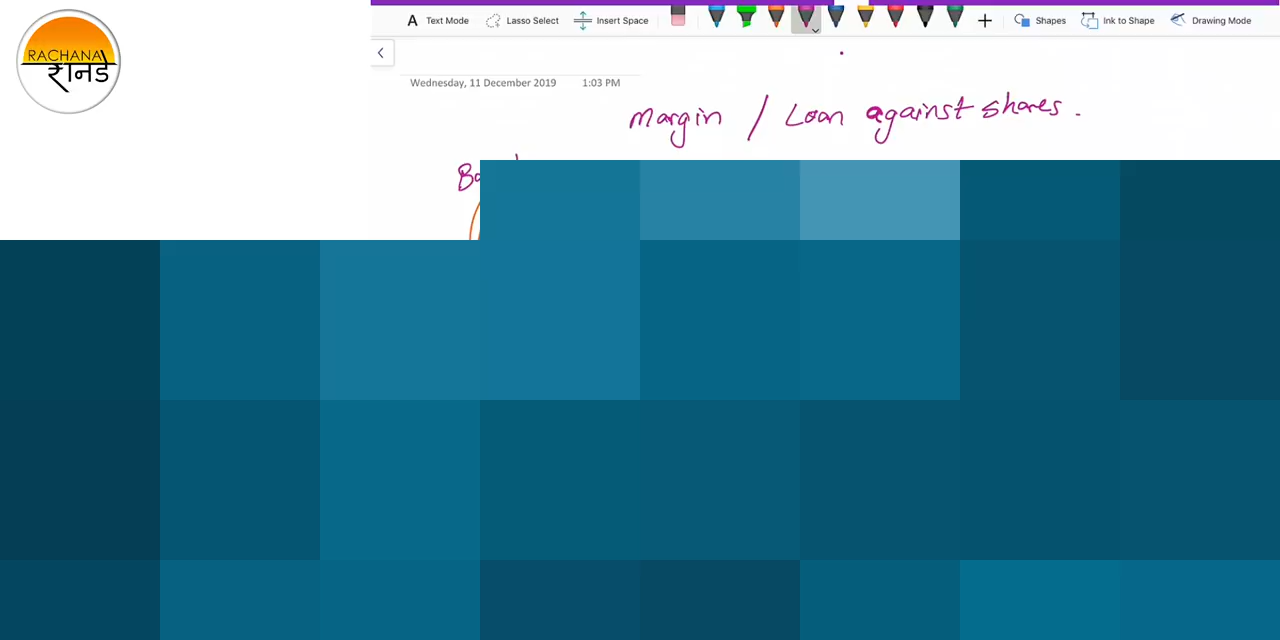 RACHANA
रानडे
Text Mode Lasso Select Insert Space Shapes Ink to Shape Drawing Mode
Wednesday, 11 December 2019 1:03 PM
Margin / Loan against shares.